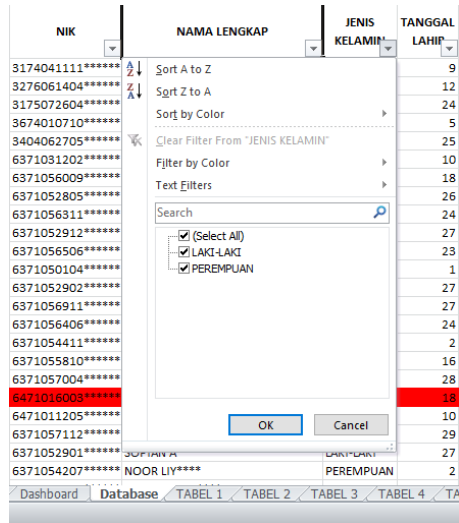 NIK NAMA LENGKAP JENIS KELAMIN TANGGAL LAHIR
3174041111****** 9
3276061404****** 12
3175072604****** 24
3674010710****** 5
3404062705****** 25
6371031202****** 10
6371056009****** 18
6371052805****** 26
6371056311****** 24
6371052912****** 27
6371056506****** 23
6371050104****** 1
6371052902****** 27
6371056911****** 27
6371056406****** 24
6371054411****** 2
6371055810****** 16
6371057004****** 28
6471016003****** 18
6471011205****** 10
6371057112****** 29
6371052901****** SOFYAN A LAKI-LAKI 27
6371054207****** NOOR LIY**** PEREMPUAN 2
Sort A to Z
Sort Z to A
Sort by Color
Clear Filter From "JENIS KELAMIN"
Filter by Color
Text Filters
Search
(Select All)
LAKI-LAKI
PEREMPUAN
OK Cancel
Dashboard Database TABEL 1 TABEL 2 TABEL 3 TABEL 4 TA